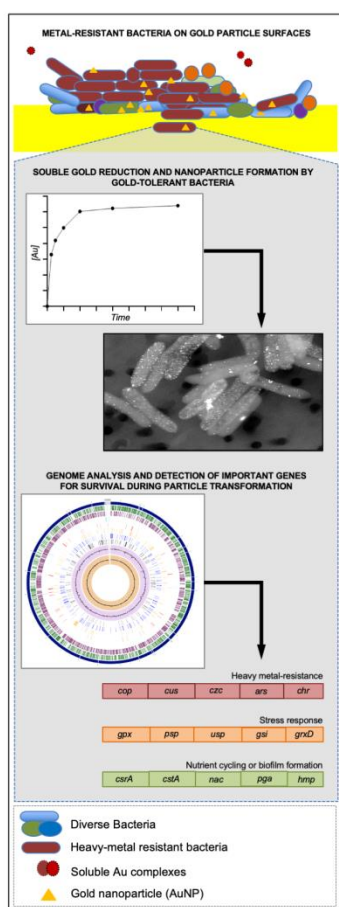 METAL-RESISTANT BACTERIA ON GOLD PARTICLE SURFACES
SOUBLE GOLD REDUCTION AND NANOPARTICLE FORMATION BY
GOLD-TOLERANT BACTERIA
[Au]
Time
GENOME ANALYSIS AND DETECTION OF IMPORTANT GENES
FOR SURVIVAL DURING PARTICLE TRANSFORMATION
Heavy metal-resistance
cop cus czc ars chr
Stress response
gpx psp usp gsi grxD
Nutrient cycling or biofilm formation
csrA cstA nac pga hmp
Diverse Bacteria
Heavy-metal resistant bacteria
Soluble Au complexes
Gold nanoparticle (AuNP)